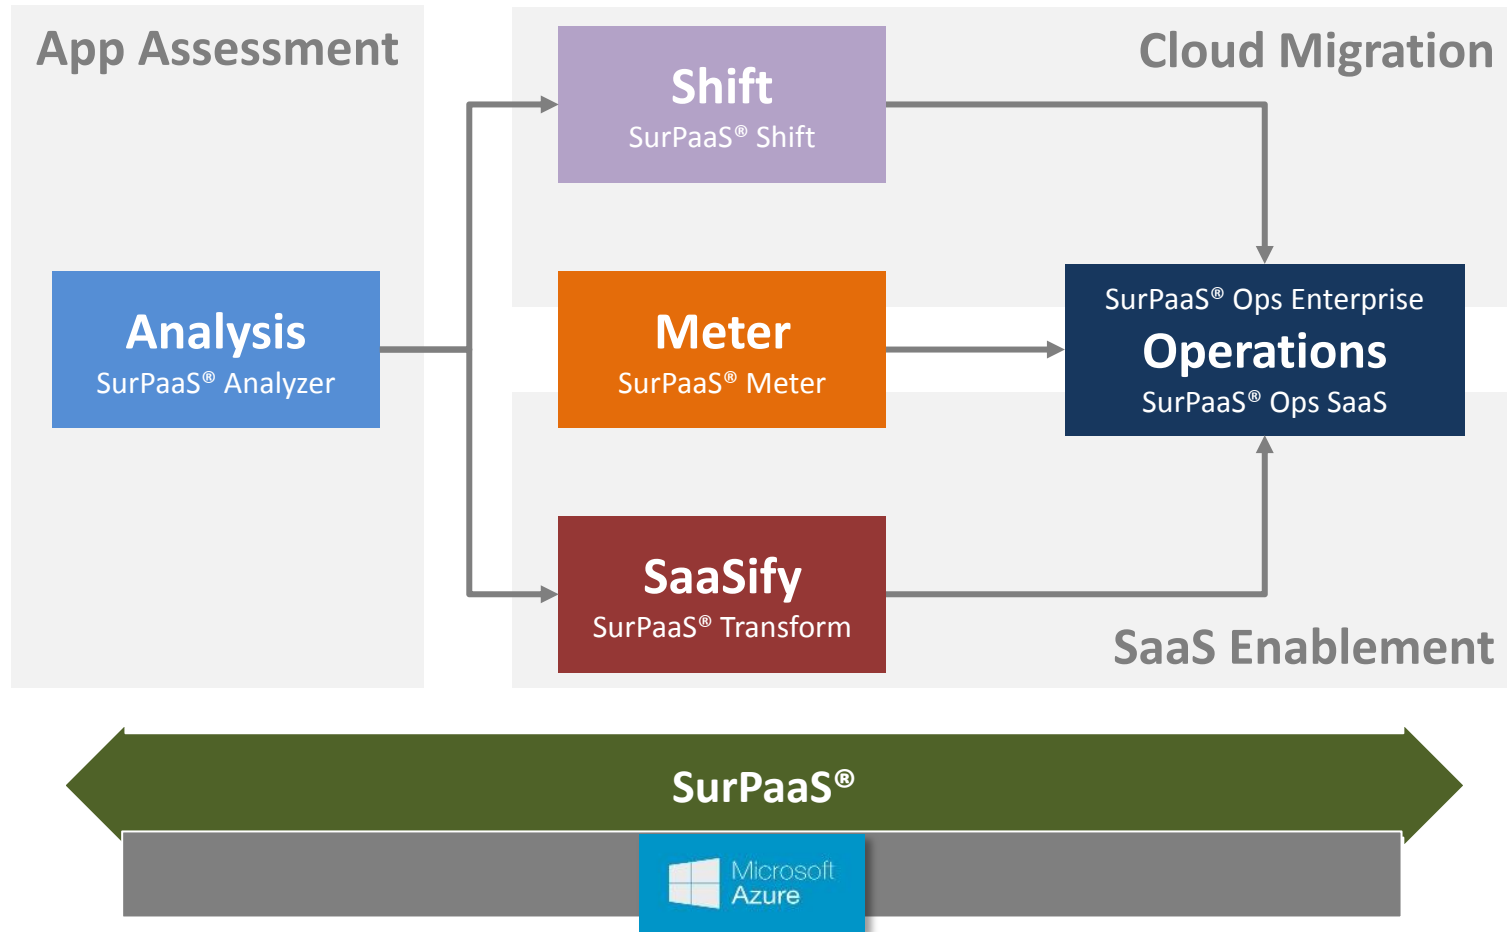 App Assessment
Cloud Migration
Shift
SurPaaS® Shift
Analysis
SurPaaS® Analyzer
Meter
SurPaaS® Meter
SurPaaS® Ops Enterprise
Operations
SurPaaS® Ops SaaS
SaaSify
SurPaaS® Transform
SaaS Enablement
SurPaaS®
Microsoft
Azure